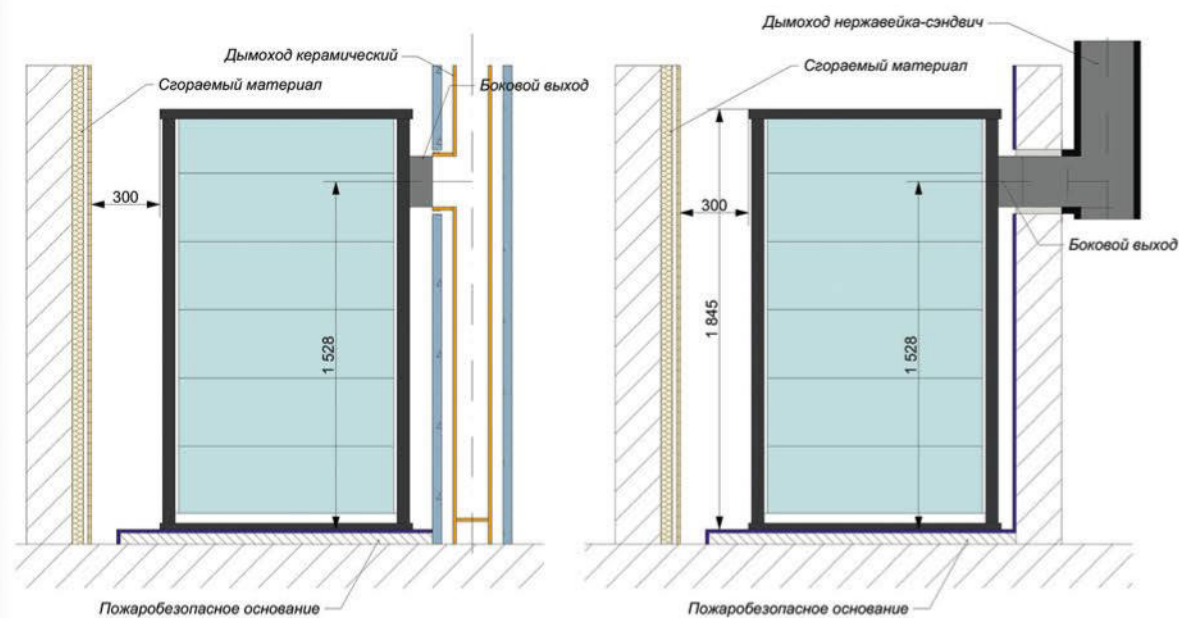 Дымоход керамический
Сгораемый материал
Боковой выход
300
1 528
Пожаробезопасное основание
Дымоход нержавейка-сэндвич
Сгораемый материал
300
1 845
1 528
Боковой выход
Пожаробезопасное основание